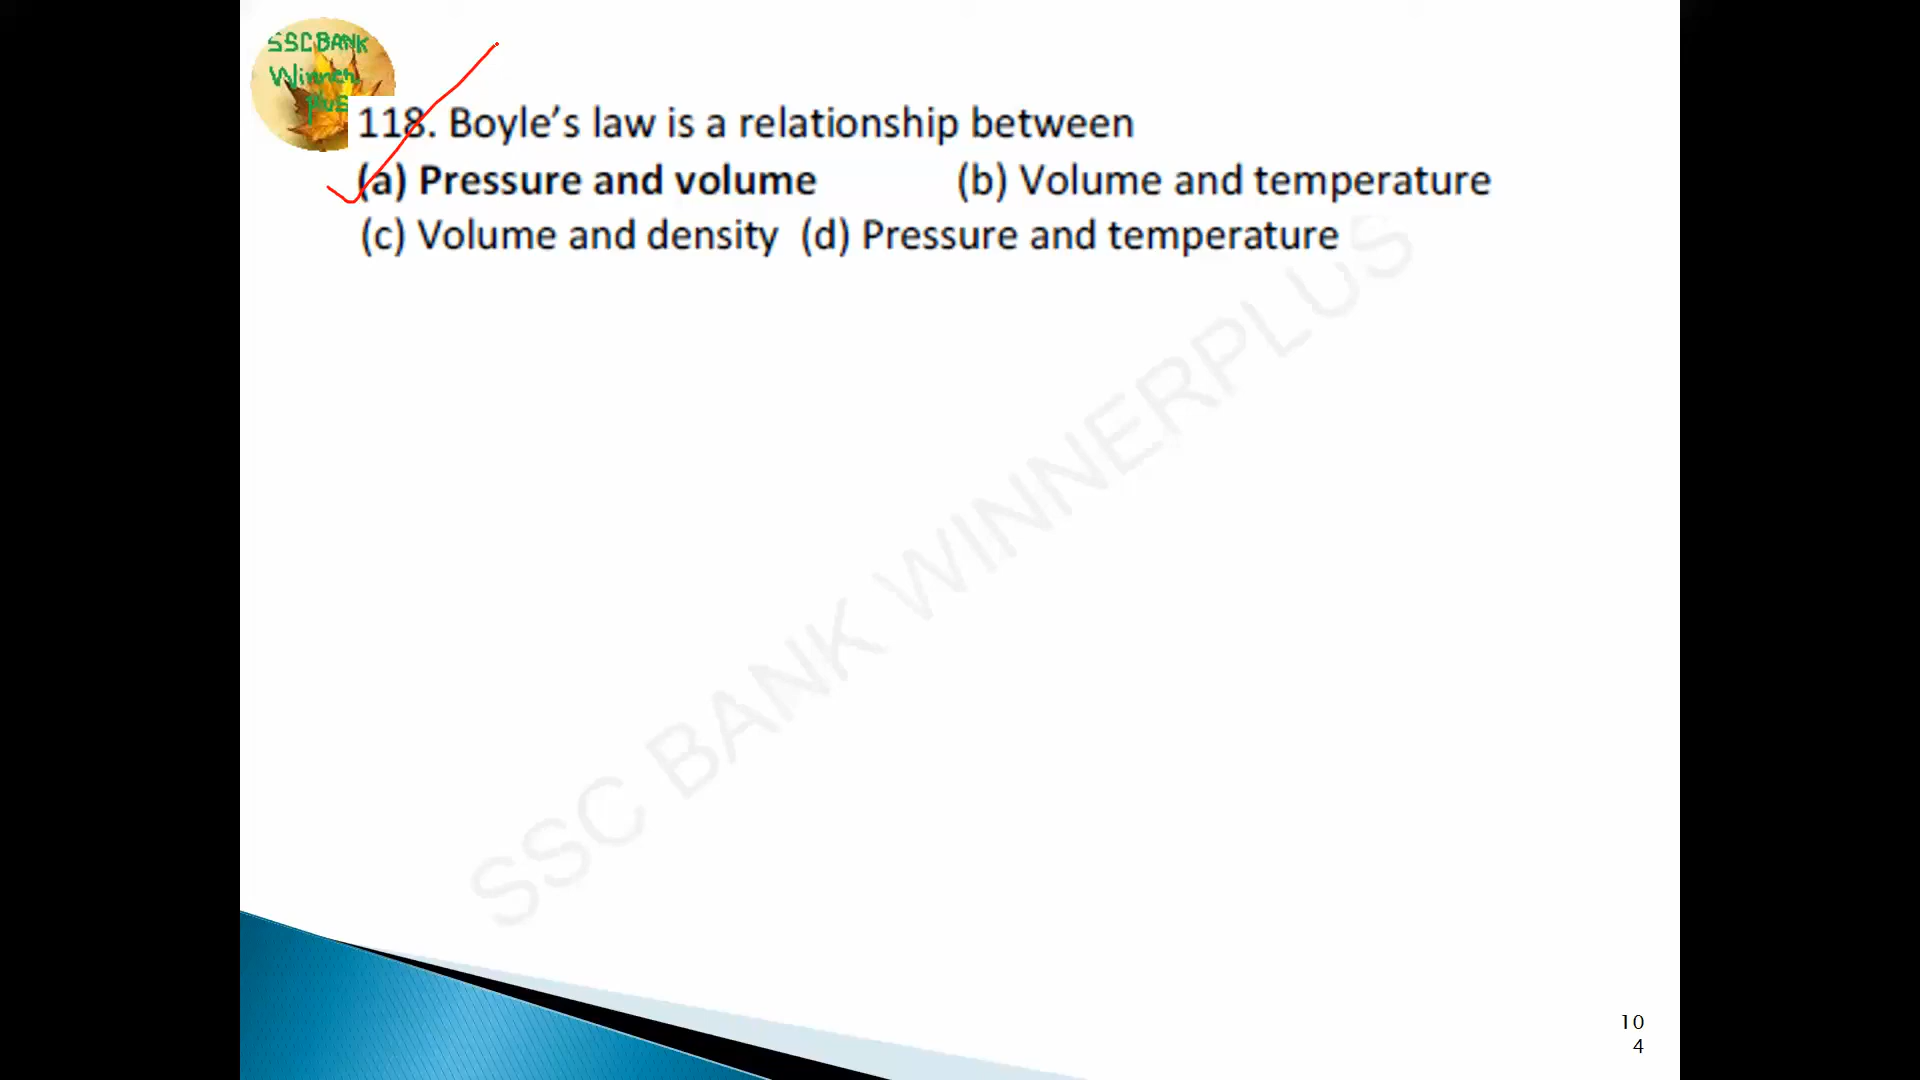 SSC BANK
Winner
plus
118. Boyle’s law is a relationship between
(a) Pressure and volume (b) Volume and temperature
(c) Volume and density (d) Pressure and temperature
SSC BANK WINNERPLUS
10
4